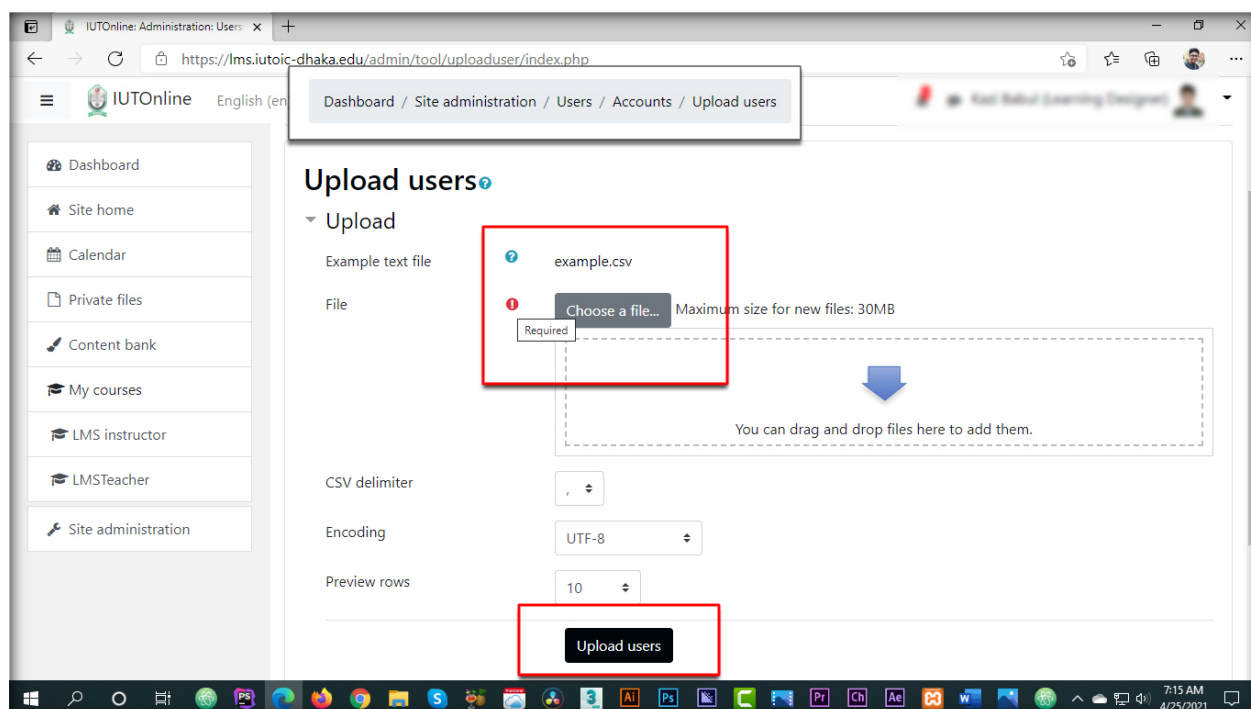 IUTOnline: Administration: Users
https://lms.iutoic-dhaka.edu/admin/tool/uploaduser/index.php
IUTOnline English (en
Dashboard / Site administration / Users / Accounts / Upload users
Kazi Babul (Learning Designer)
Dashboard
Site home
Calendar
Private files
Content bank
My courses
LMS instructor
LMSTeacher
Site administration
Upload users
Upload
Example text file
example.csv
File
Choose a file... Maximum size for new files: 30MB
Required
You can drag and drop files here to add them.
CSV delimiter
,
Encoding
UTF-8
Preview rows
10
Upload users
7:15 AM
4/25/2021